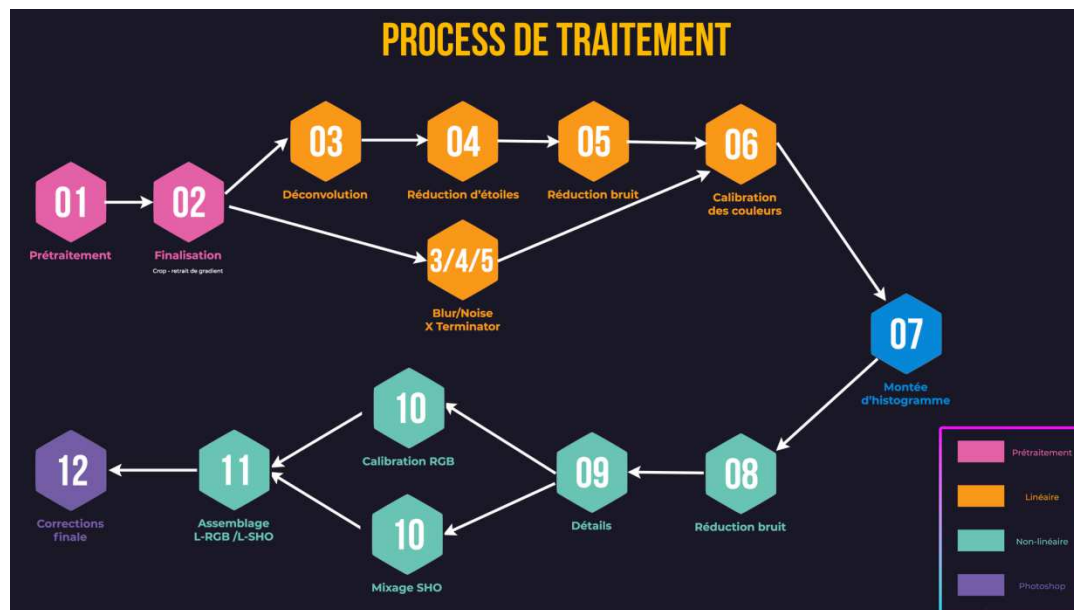 PROCESS DE TRAITEMENT
01
Prétraitement
02
Finalisation
Crop - retrait de gradient
03
Déconvolution
04
Réduction d'étoiles
05
Réduction bruit
06
Calibration
des couleurs
3/4/5
Blur/Noise
X Terminator
07
Montée
d'histogramme
08
Réduction bruit
09
Détails
10
Calibration RGB
10
Mixage SHO
11
Assemblage
L-RGB /L-SHO
12
Corrections
finale
Prétraitement
Linéaire
Non-linéaire
Photoshop